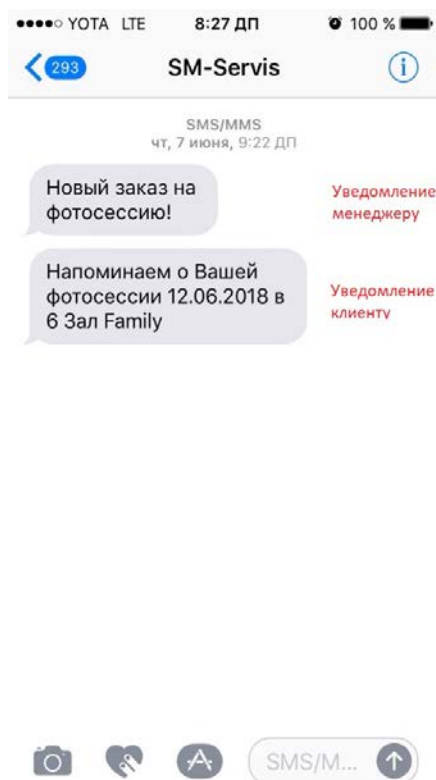 YOTA LTE 8:27 ДП 100 %
293 SM-Servis
SMS/MMS
чт, 7 июня, 9:22 ДП
Новый заказ на
фотосессию!
Уведомление
менеджеру
Напоминаем о Вашей
фотосессии 12.06.2018 в
6 Зал Family
Уведомление
клиенту
SMS/M...